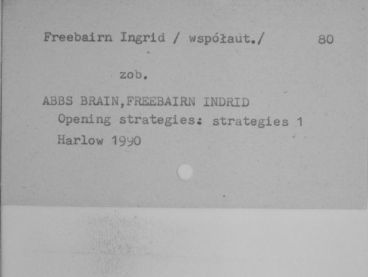 Freebairn Ingrid / współaut./ 80
zob.
ABBS BRAIN,FREEBAIRN INDRID
Opening strategies: strategies 1
Harlow 1990